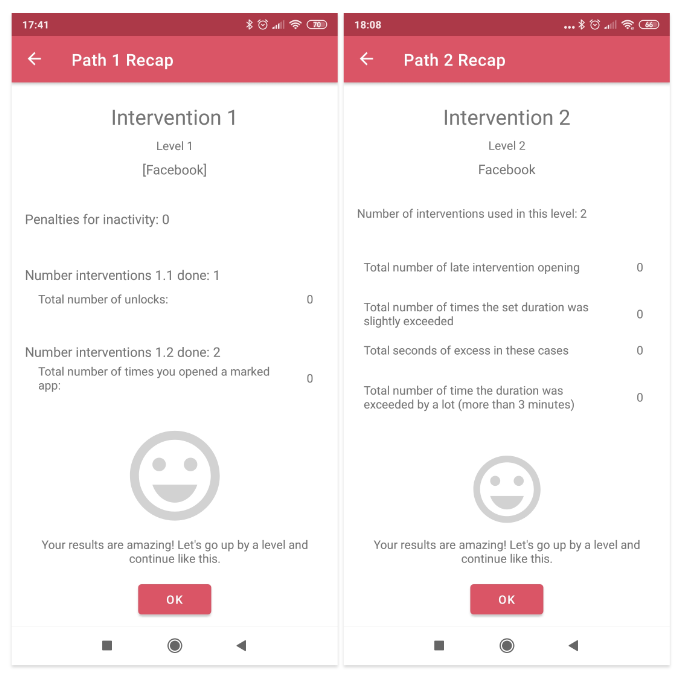 17:41
70
Path 1 Recap
Intervention 1
Level 1
[Facebook]
Penalties for inactivity: 0
Number interventions 1.1 done: 1
Total number of unlocks: 0
Number interventions 1.2 done: 2
Total number of times you opened a marked
app: 0
Your results are amazing! Let's go up by a level and
continue like this.
OK
18:08
66
Path 2 Recap
Intervention 2
Level 2
Facebook
Number of interventions used in this level: 2
Total number of late intervention opening 0
Total number of times the set duration was
slightly exceeded 0
Total seconds of excess in these cases 0
Total number of time the duration was
exceeded by a lot (more than 3 minutes) 0
Your results are amazing! Let's go up by a level and
continue like this.
OK